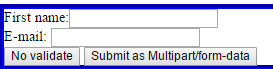 First name:
E-mail:
No validate Submit as Multipart/form-data